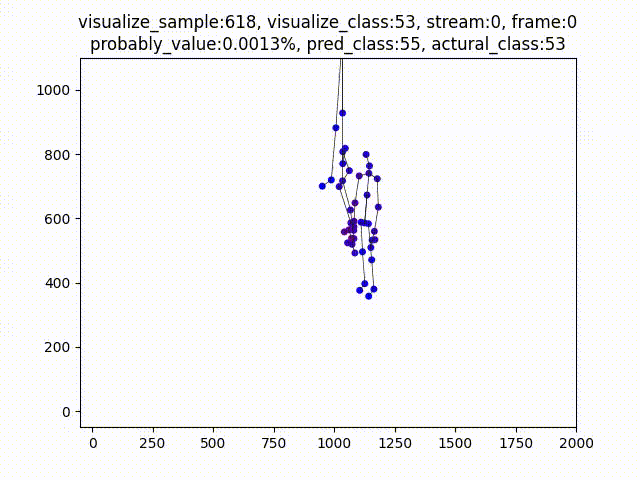 visualize_sample:618, visualize_class:53, stream:0, frame:0
probably_value:0.0013%, pred_class:55, actural_class:53
1000
800
600
400
200
0
0 250 500 750 1000 1250 1500 1750 2000